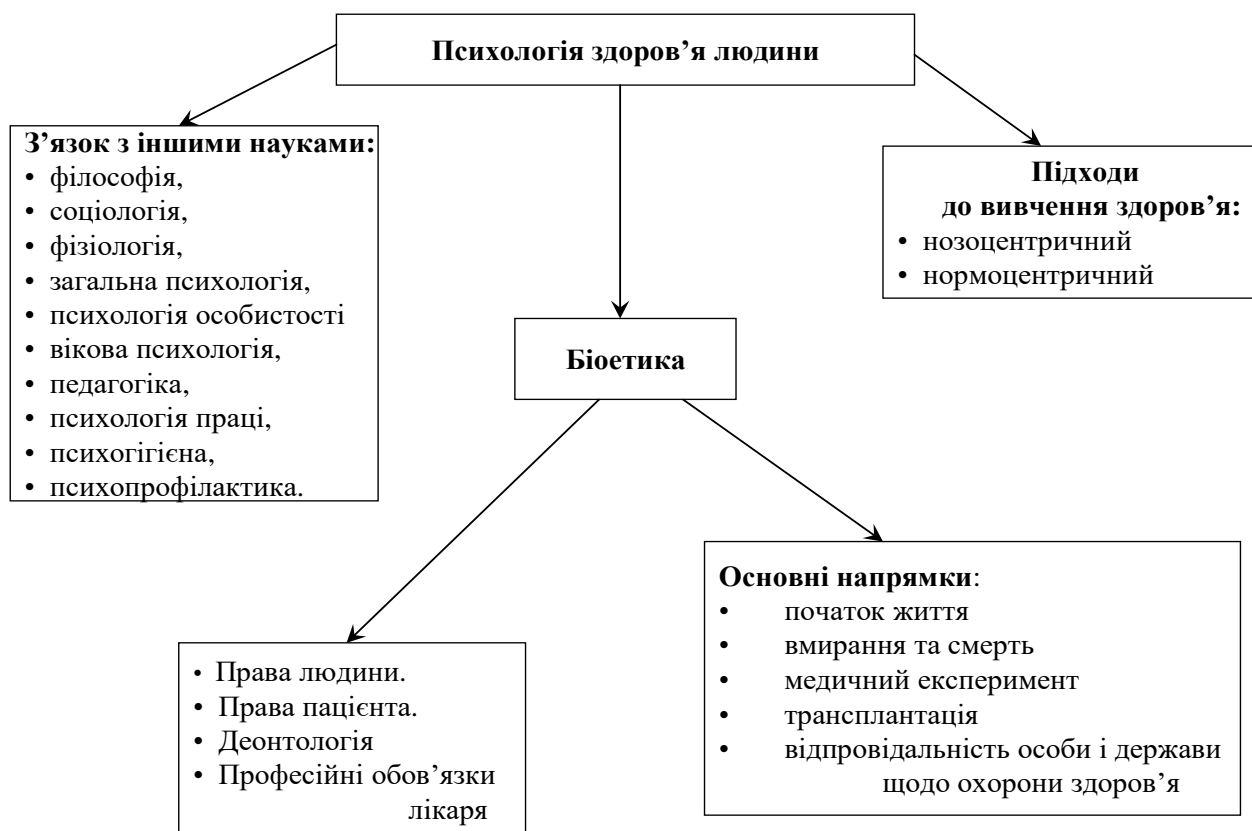 Психологія здоров’я людини
З’язок з іншими науками:
• філософія,
• соціологія,
• фізіологія,
• загальна психологія,
• психологія особистості
• вікова психологія,
• педагогіка,
• психологія праці,
• психогігієна,
• психопрофілактика.
Підходи
до вивчення здоров’я:
• нозоцентричний
• нормоцентричний
Біоетика
• Права людини.
• Права пацієнта.
• Деонтологія
• Професійні обов’язки
лікаря
Основні напрямки:
• початок життя
• вмирання та смерть
• медичний експеримент
• трансплантація
• відпровідальність особи і держави
щодо охорони здоров’я